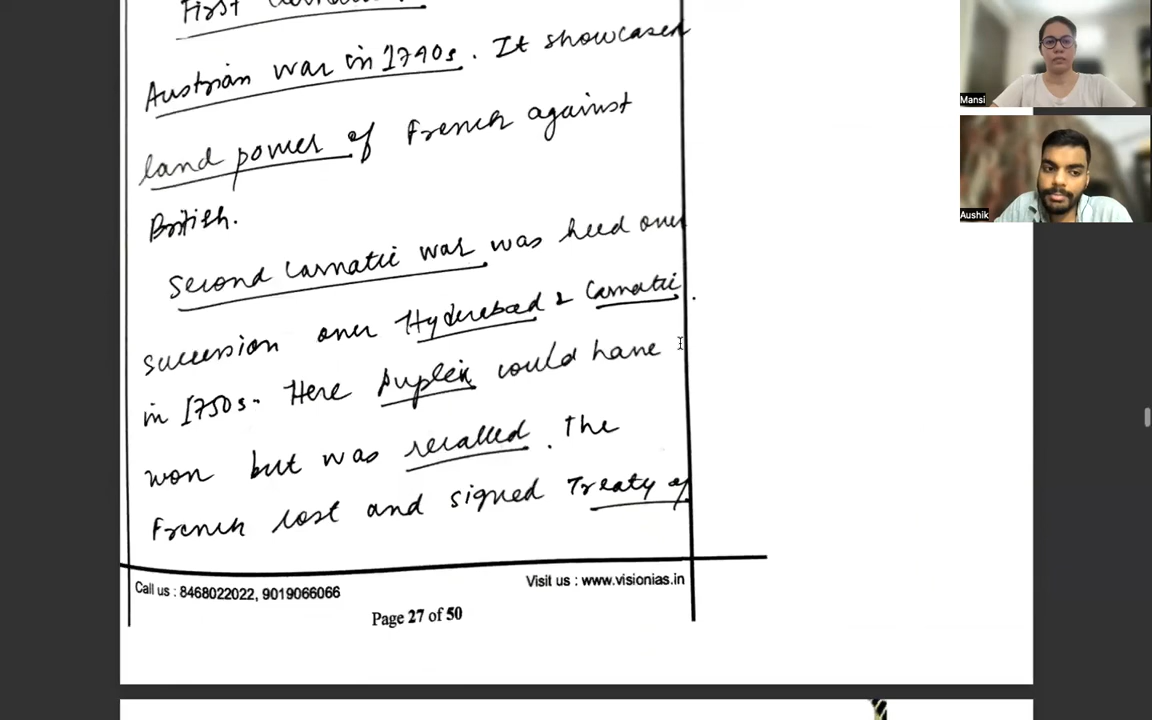 First
Austrian war in 1740s. It showcased
land power of French against
British.
Second Carnatic war was heed over
succession over Hyderabad & Carnatic.
in 1750s. Here Duplex could have
won but was recalled. The
French lost and signed Treaty of
Call us : 8468022022, 9019066066
Visit us : www.visionias.in
Page 27 of 50
Mansi
Aushik